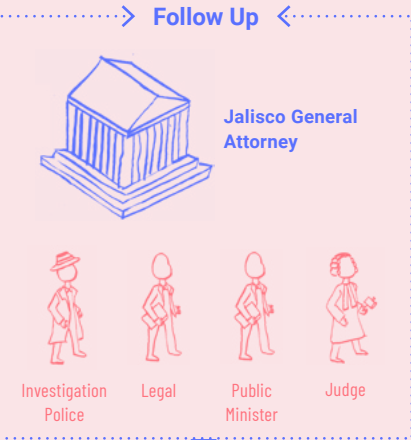 Follow Up
Jalisco General
Attorney
Investigation
Police
Legal
Public
Minister
Judge